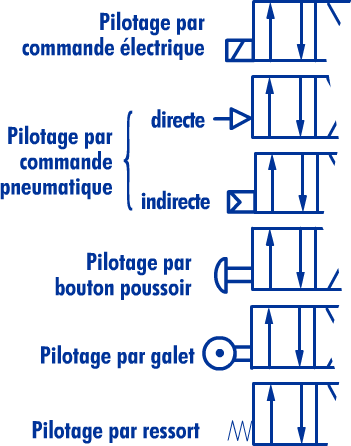 Pilotage par
commande électrique
directe
Pilotage par
commande
pneumatique
indirecte
Pilotage par
bouton poussoir
Pilotage par galet
Pilotage par ressort